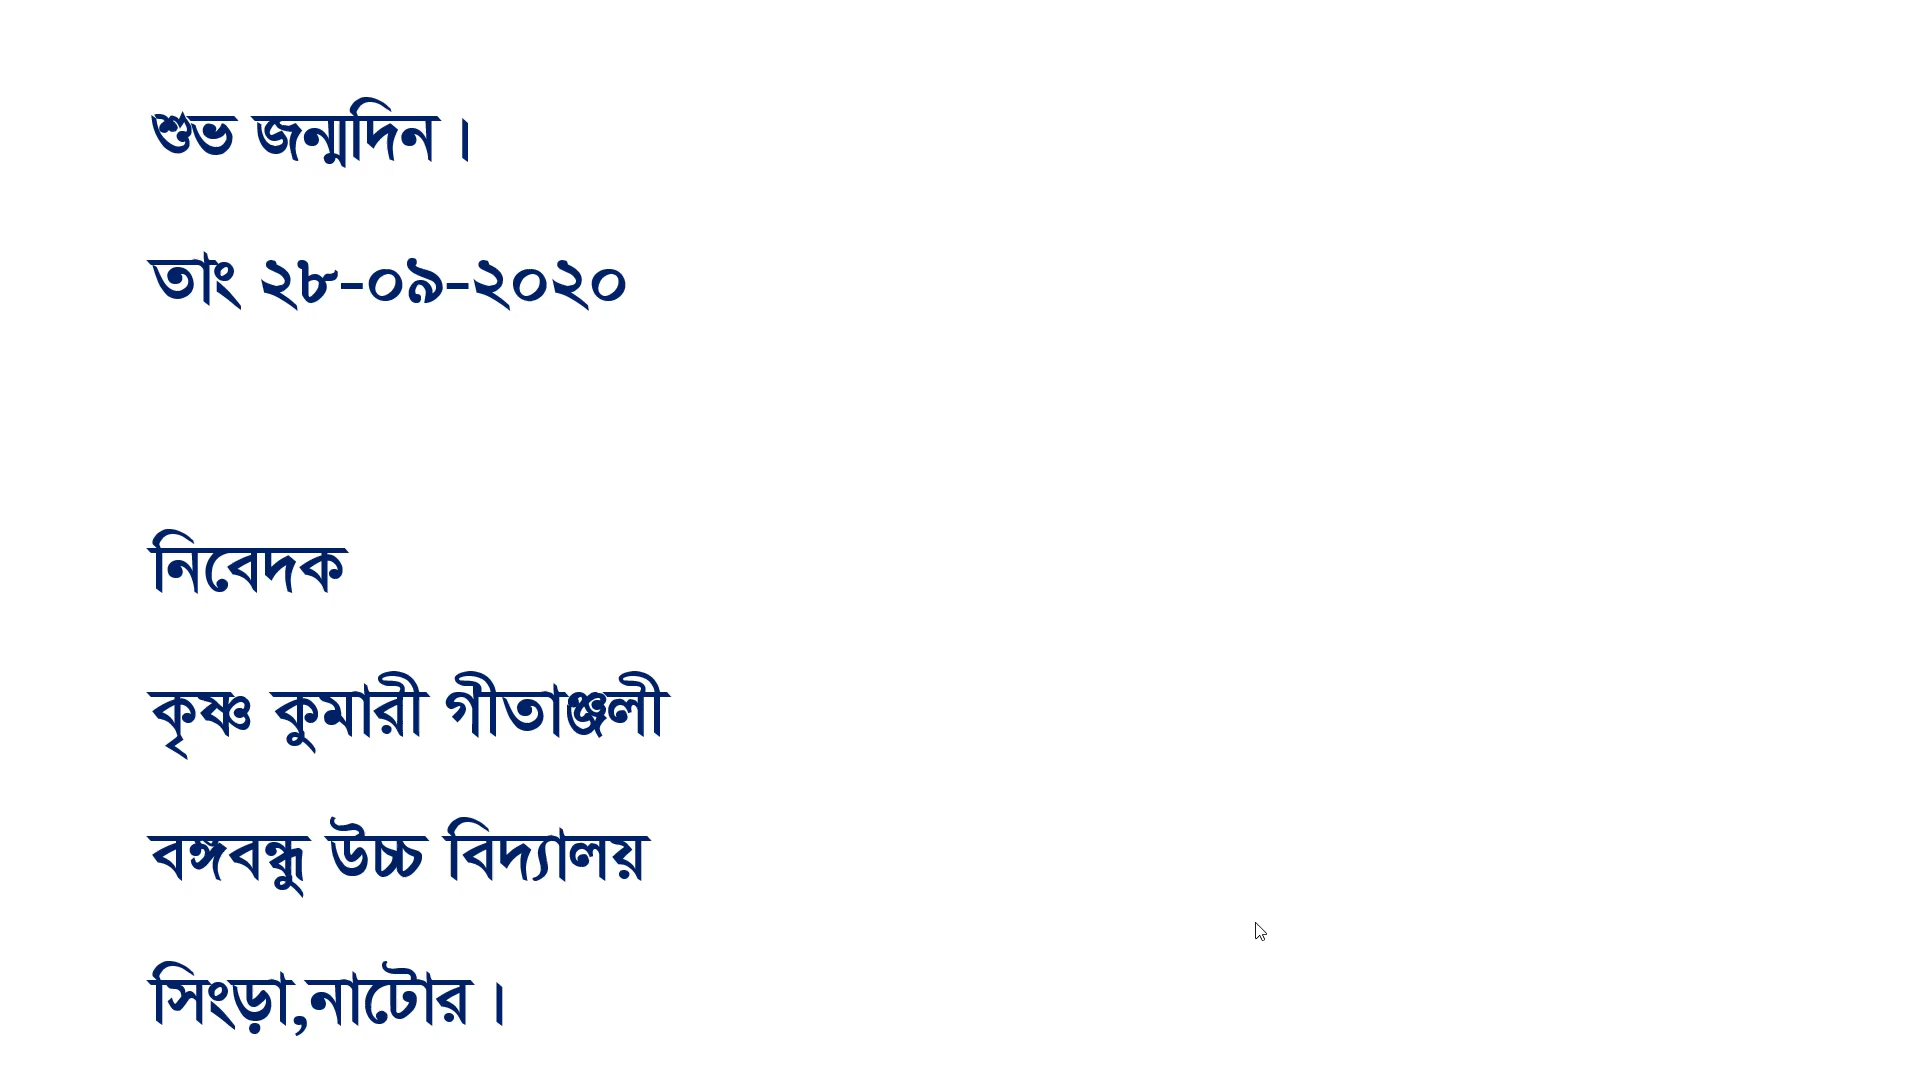 শুভ জন্মদিন।
তাং ২৮-০৯-২০২০
নিবেদক
কৃষ্ণ কুমারী গীতাঞ্জলী
বঙ্গবন্ধু উচ্চ বিদ্যালয়
সিংড়া,নাটোর।